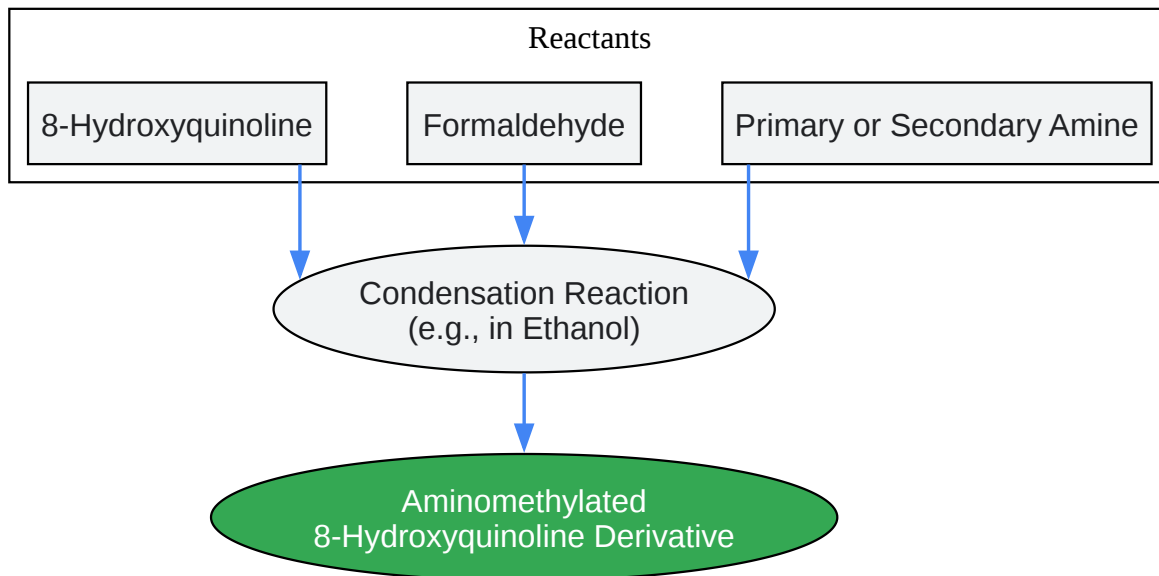 Reactants
8-Hydroxyquinoline
Formaldehyde
Primary or Secondary Amine
Condensation Reaction
(e.g., in Ethanol)
Aminomethylated
8-Hydroxyquinoline Derivative